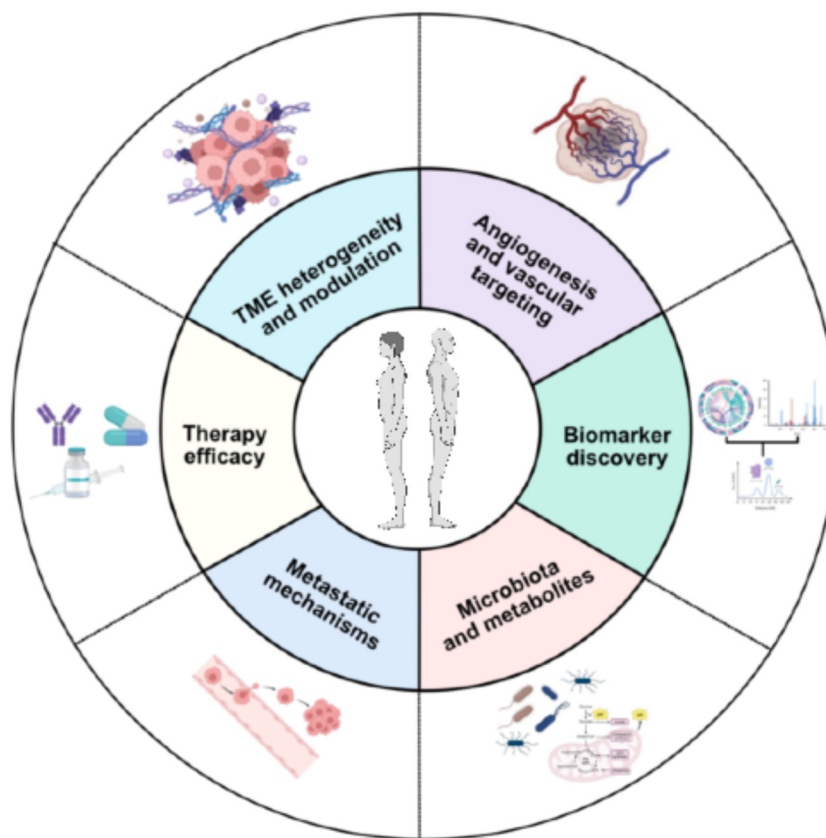 TME heterogeneity
and modulation
Angiogenesis
and vascular
targeting
Therapy
efficacy
Biomarker
discovery
Metastatic
mechanisms
Microbiota
and metabolites